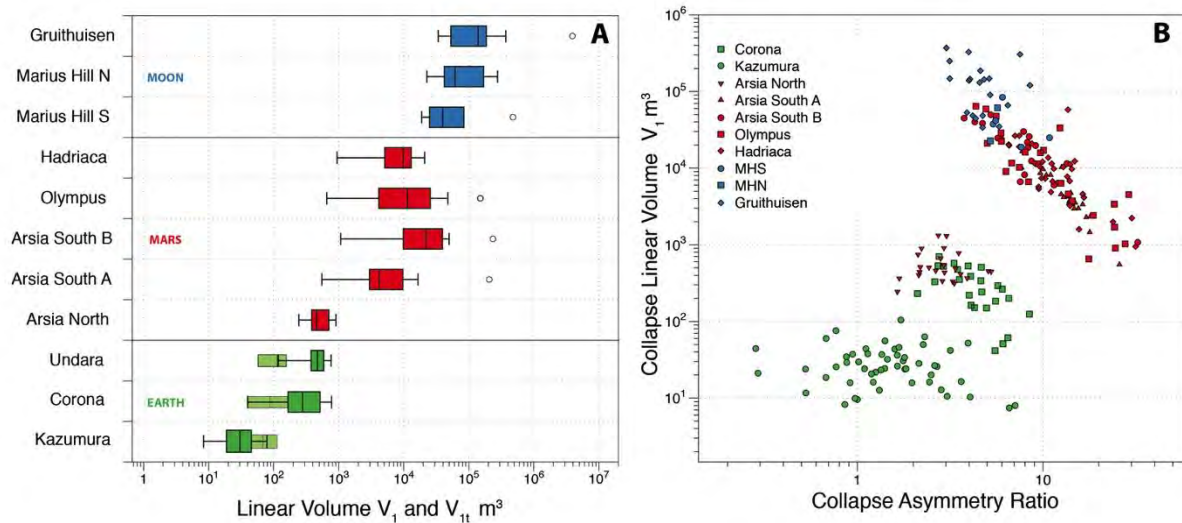 A
Gruithuisen
Marius Hill N
MOON
Marius Hill S
Hadriaca
Olympus
Arsia South B
MARS
Arsia South A
Arsia North
Undara
Corona
EARTH
Kazumura
1 10¹ 10² 10³ 10⁴ 10⁵ 10⁶ 10⁷
Linear Volume V₁ and V₁ₜ m³
B
10⁶
10⁵
10⁴
10³
10²
10¹
Collapse Linear Volume V₁ m³
Corona
Kazumura
Arsia North
Arsia South A
Arsia South B
Olympus
Hadriaca
MHS
MHN
Gruithuisen
1 10
Collapse Asymmetry Ratio